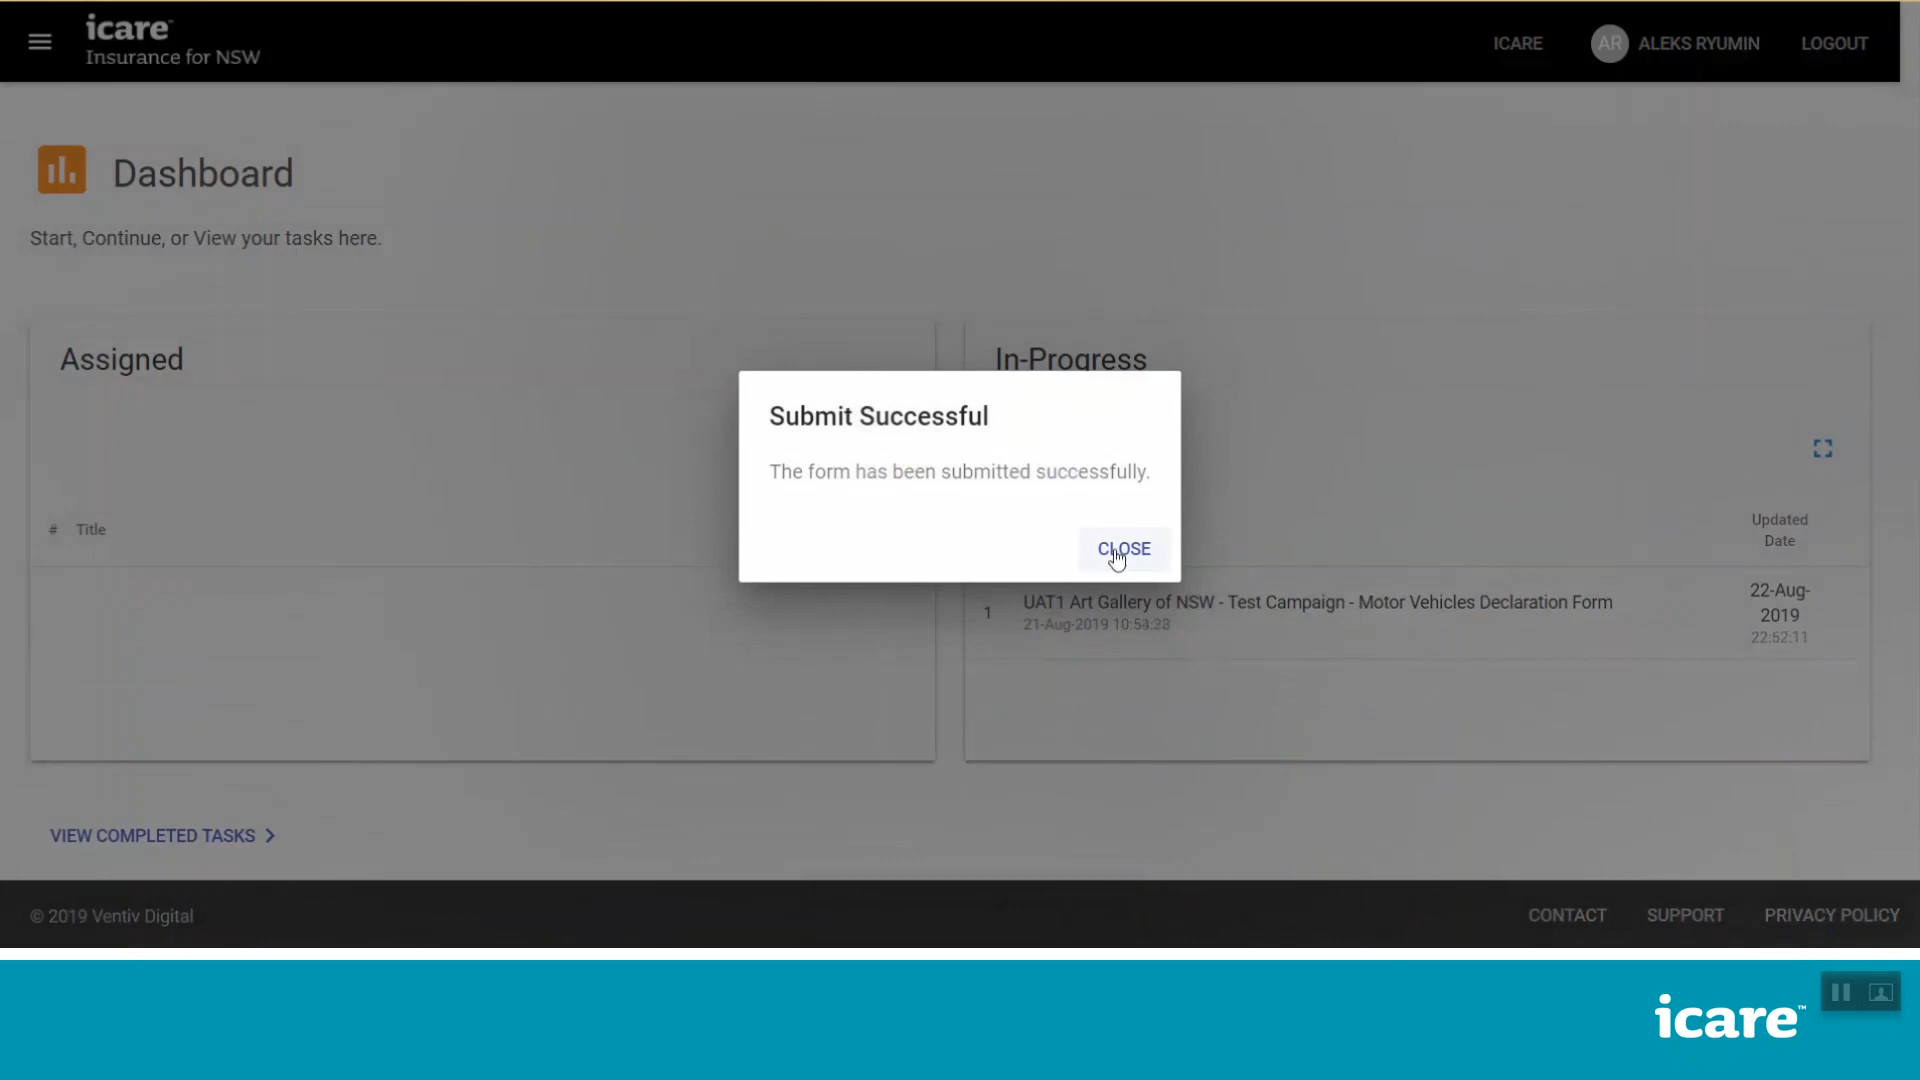 icare™
Insurance for NSW
ICARE
AR
ALEKS RYUMIN
LOGOUT
Dashboard
Start, Continue, or View your tasks here.
Assigned
In-Progress
Submit Successful
The form has been submitted successfully.
CLOSE
# Title
Updated
Date
1
UAT1 Art Gallery of NSW - Test Campaign - Motor Vehicles Declaration Form
21-Aug-2019 10:54:23
22-Aug-
2019
22:52:11
VIEW COMPLETED TASKS
© 2019 Ventiv Digital
CONTACT
SUPPORT
PRIVACY POLICY
icare™